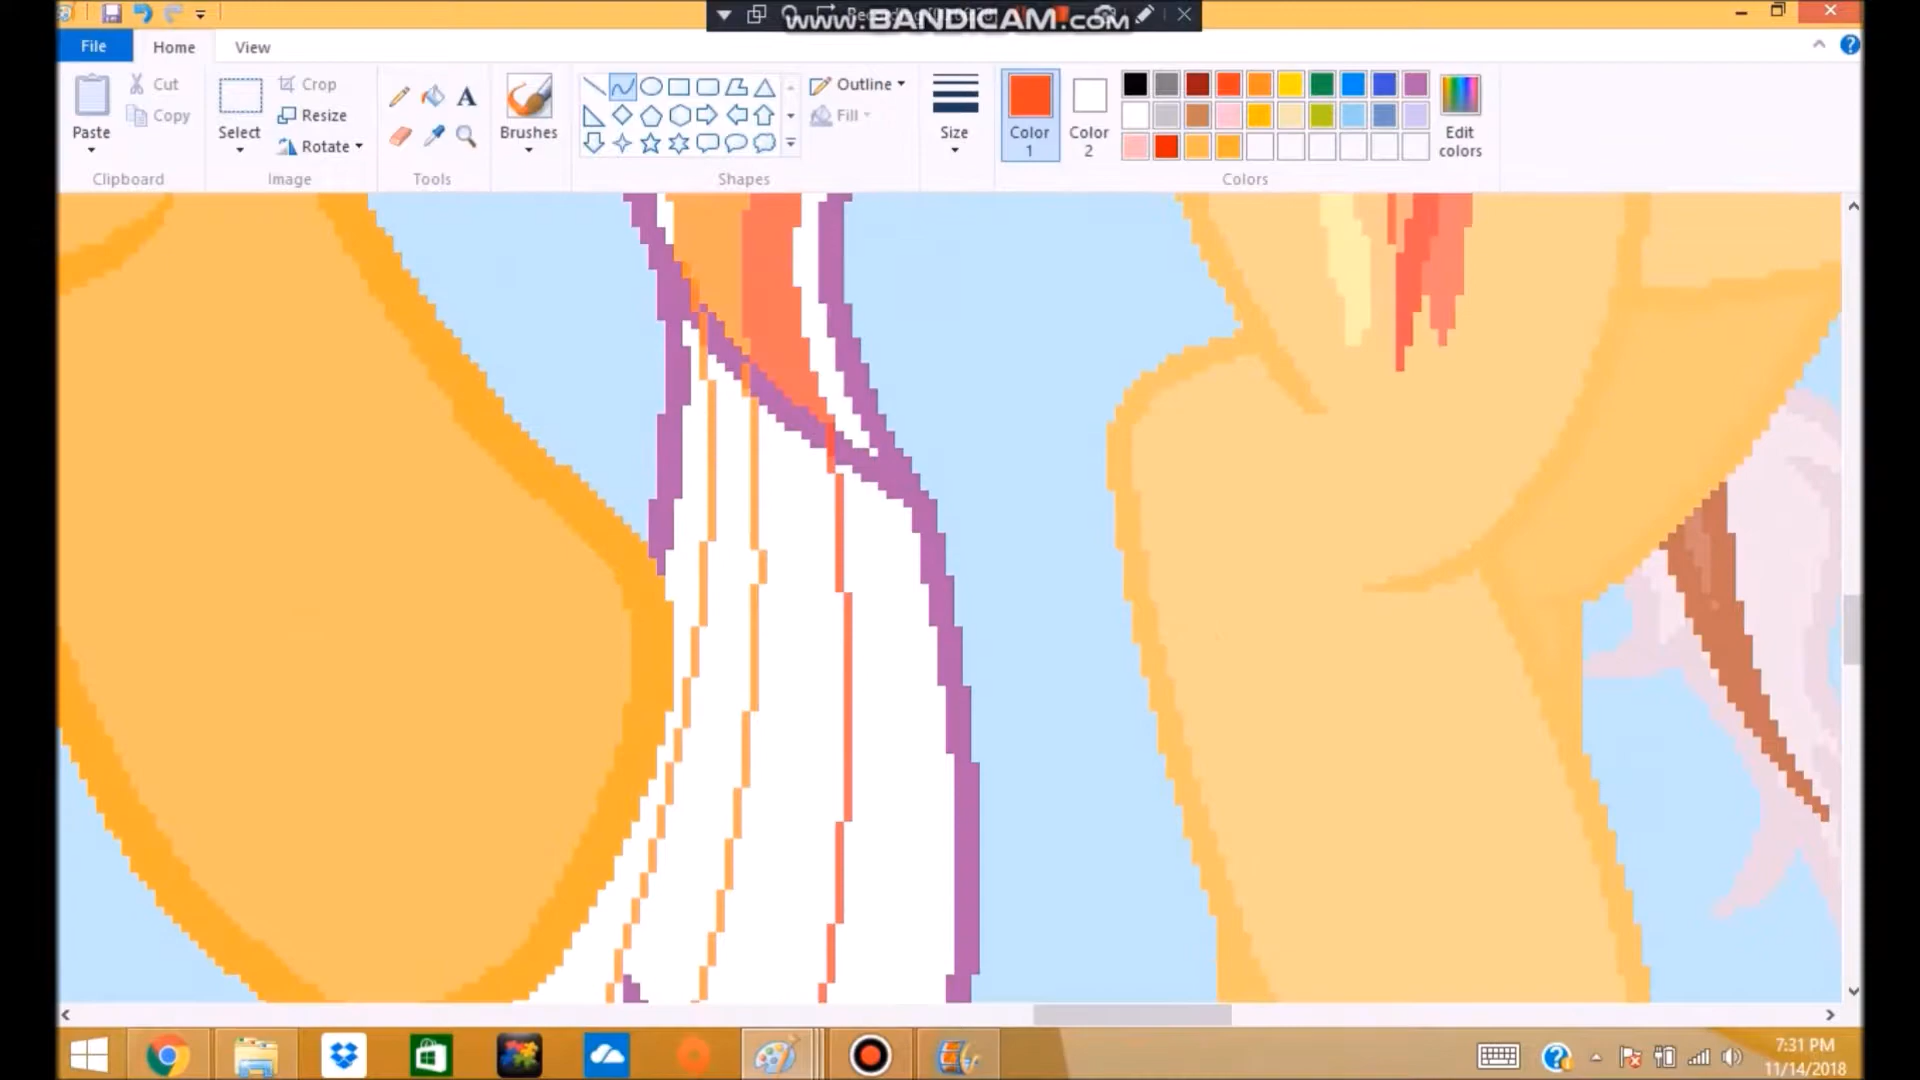 www.BANDICAM.com
File
Home
View
Paste
Cut
Copy
Clipboard
Select
Crop
Resize
Rotate
Image
Tools
Brushes
Shapes
Outline
Fill
Size
Color 1
Color 2
Edit colors
Colors
7:31 PM
11/14/2018